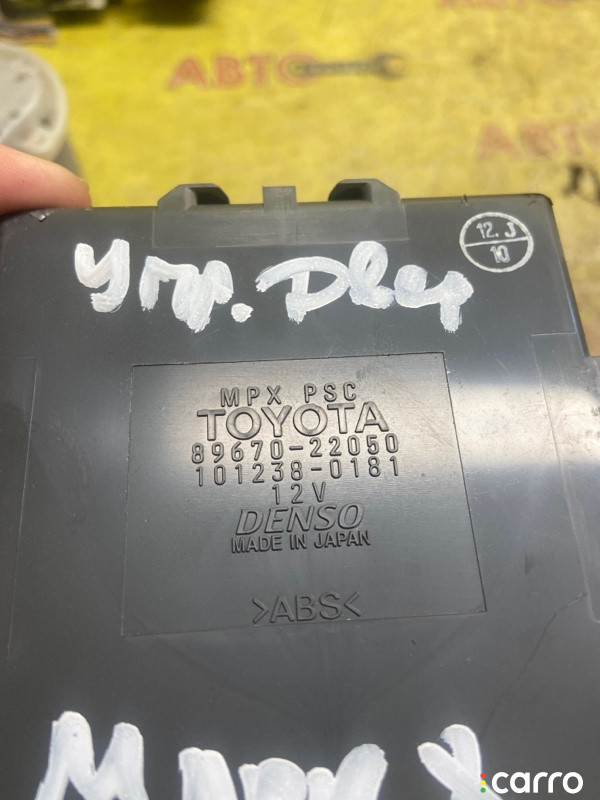 АВТО
Упр. Двер
12. J
10
MPX PSC
TOYOTA
89670-22050
101238-0181
12V
DENSO
MADE IN JAPAN
>ABS<
carro